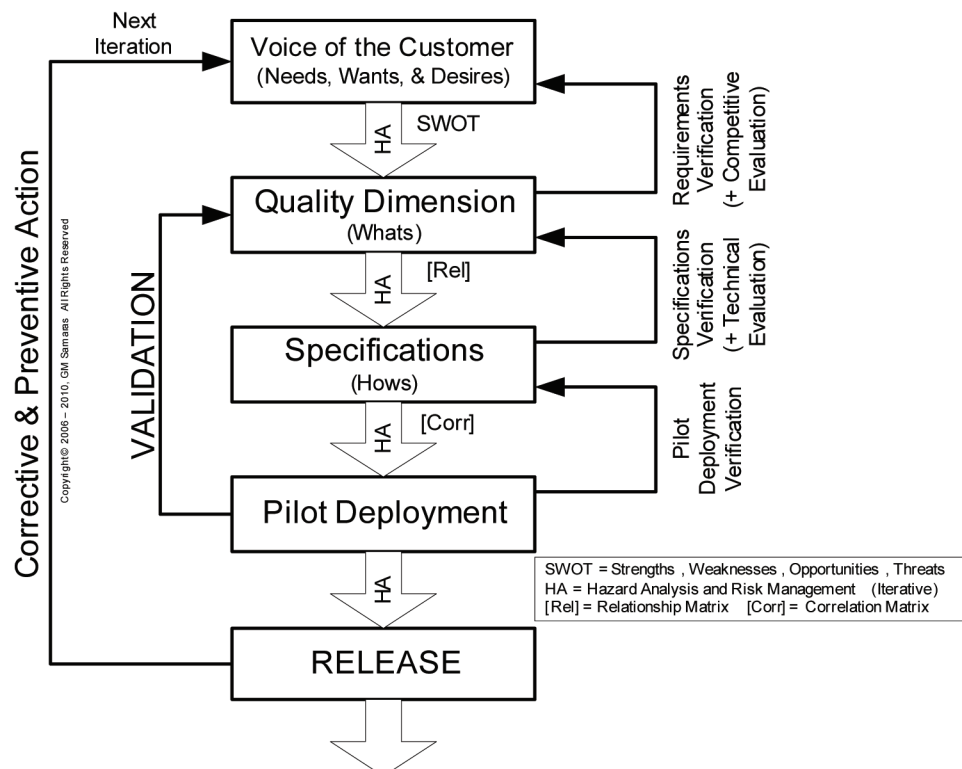 Next
Iteration
Voice of the Customer
(Needs, Wants, & Desires)
HA
SWOT
Requirements
Verification
(+ Competitive
Evaluation)
Quality Dimension
(Whats)
HA
[Rel]
Specifications
Verification
(+ Technical
Evaluation)
Specifications
(Hows)
HA
[Corr]
Pilot
Deployment
Verification
Pilot Deployment
HA
RELEASE
VALIDATION
Corrective & Preventive Action
Copyright© 2006 – 2010, GM Samaras All Rights Reserved
SWOT = Strengths , Weaknesses , Opportunities , Threats
HA = Hazard Analysis and Risk Management (Iterative)
[Rel] = Relationship Matrix [Corr] = Correlation Matrix